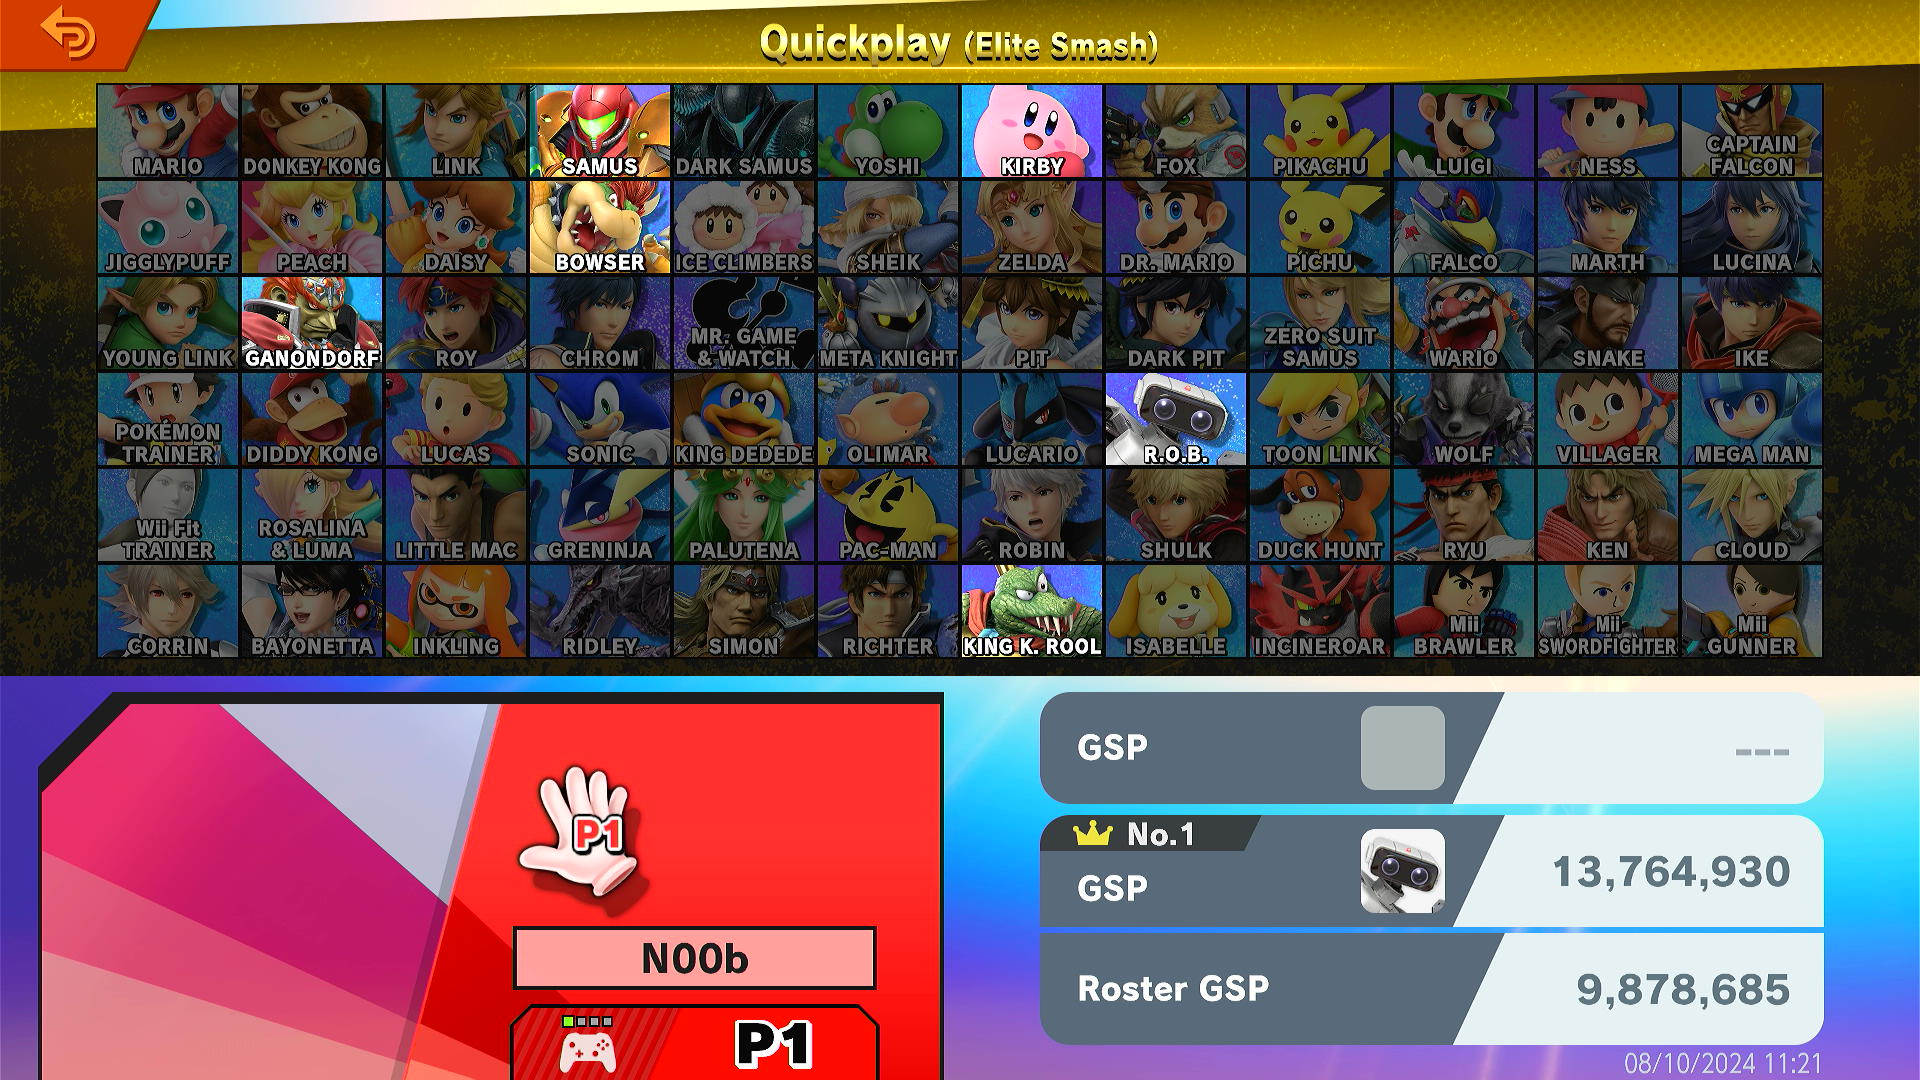 Quickplay (Elite Smash)
MARIO DONKEY KONG LINK SAMUS DARK SAMUS YOSHI KIRBY FOX PIKACHU LUIGI NESS CAPTAIN FALCON
JIGGLYPUFF PEACH DAISY BOWSER ICE CLIMBERS SHEIK ZELDA DR. MARIO PICHU FALCO MARTH LUCINA
YOUNG LINK GANONDORF ROY CHROM MR. GAME & WATCH META KNIGHT PIT DARK PIT ZERO SUIT SAMUS WARIO SNAKE IKE
POKÉMON TRAINER DIDDY KONG LUCAS SONIC KING DEDEDE OLIMAR LUCARIO R.O.B. TOON LINK WOLF VILLAGER MEGA MAN
Wii Fit TRAINER ROSALINA & LUMA LITTLE MAC GRENINJA PALUTENA PAC-MAN ROBIN SHULK DUCK HUNT RYU KEN CLOUD
CORRIN BAYONETTA INKLING RIDLEY SIMON RICHTER KING K. ROOL ISABELLE INCINEROAR Mii BRAWLER Mii SWORDFIGHTER Mii GUNNER
P1
N00b
P1
GSP ---
No.1
GSP 13,764,930
Roster GSP 9,878,685
08/10/2024 11:21